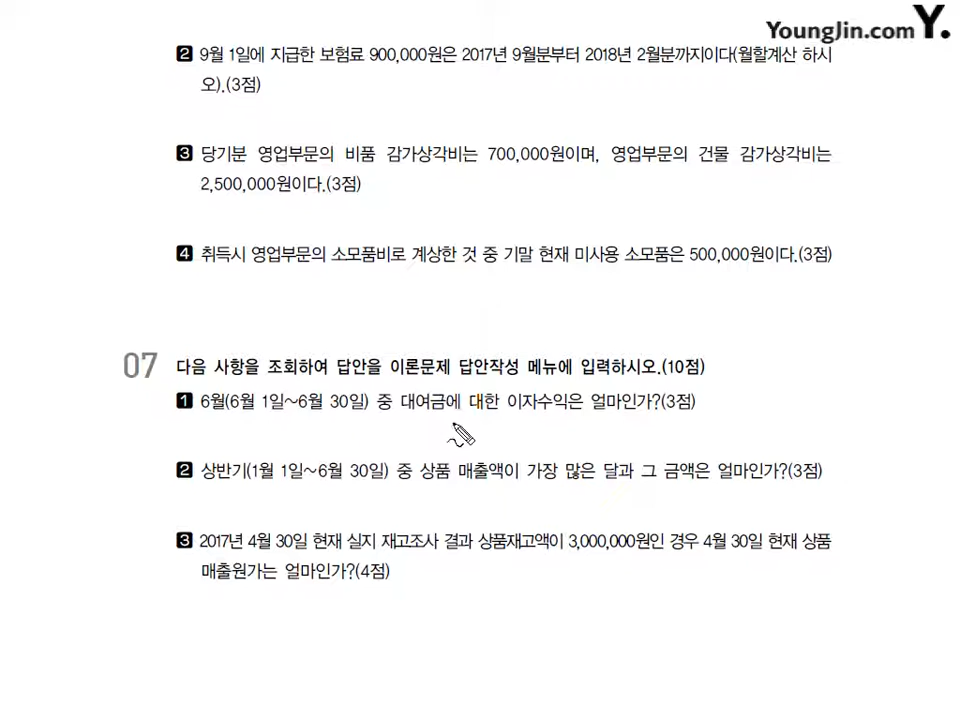 YoungJin.com Y.
2 9월 1일에 지급한 보험료 900,000원은 2017년 9월분부터 2018년 2월분까지이다(월할계산 하시
오).(3점)
3 당기분 영업부문의 비품 감가상각비는 700,000원이며, 영업부문의 건물 감가상각비는
2,500,000원이다.(3점)
4 취득시 영업부문의 소모품비로 계상한 것 중 기말 현재 미사용 소모품은 500,000원이다.(3점)
07 다음 사항을 조회하여 답안을 이론문제 답안작성 메뉴에 입력하시오.(10점)
1 6월(6월 1일~6월 30일) 중 대여금에 대한 이자수익은 얼마인가?(3점)
2 상반기(1월 1일~6월 30일) 중 상품 매출액이 가장 많은 달과 그 금액은 얼마인가?(3점)
3 2017년 4월 30일 현재 실지 재고조사 결과 상품재고액이 3,000,000원인 경우 4월 30일 현재 상품
매출원가는 얼마인가?(4점)